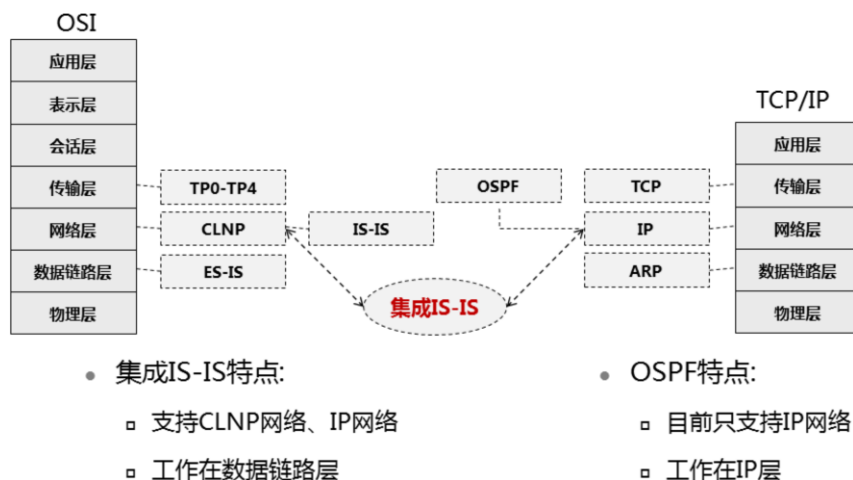 OSI
应用层
表示层
会话层
传输层
网络层
数据链路层
物理层
TP0-TP4
CLNP
ES-IS
IS-IS
集成IS-IS
OSPF
TCP
IP
ARP
TCP/IP
应用层
传输层
网络层
数据链路层
物理层
集成IS-IS特点:
支持CLNP网络、IP网络
工作在数据链路层
OSPF特点:
目前只支持IP网络
工作在IP层